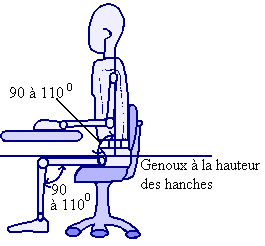 90 à 110⁰
Genoux à la hauteur
des hanches
90
à 110⁰